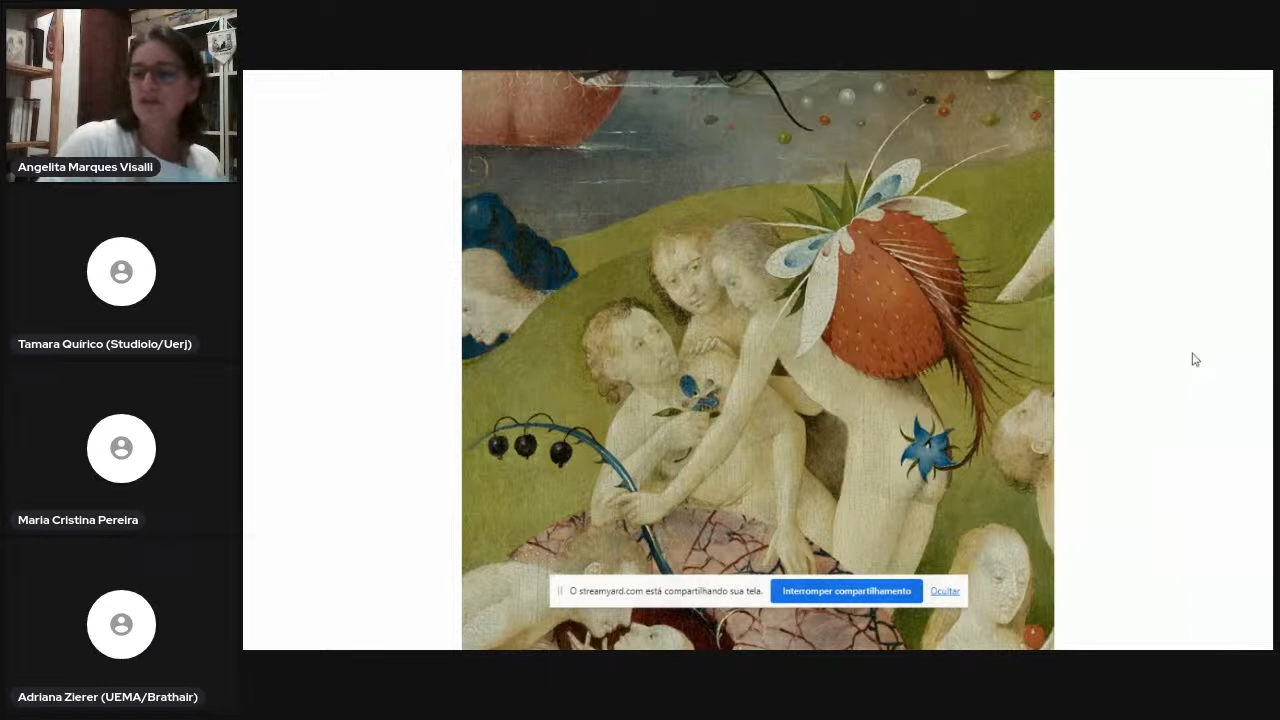 Angelita Marques Visalli
Tamara Quírico (Studiolo/Uerj)
Maria Cristina Pereira
Adriana Zierer (UEMA/Brathair)
O streamyard.com está compartilhando sua tela. Interromper compartilhamento Ocultar